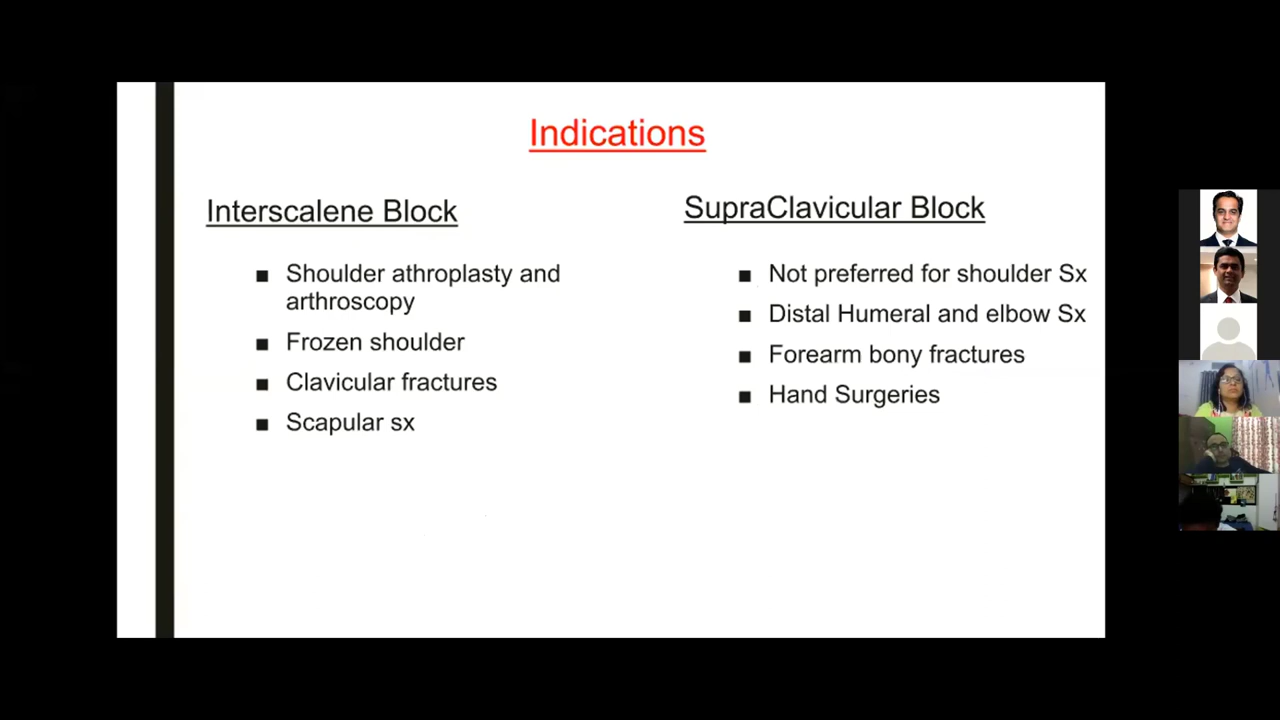 Indications
Interscalene Block
■ Shoulder athroplasty and
arthroscopy
■ Frozen shoulder
■ Clavicular fractures
■ Scapular sx
SupraClavicular Block
■ Not preferred for shoulder Sx
■ Distal Humeral and elbow Sx
■ Forearm bony fractures
■ Hand Surgeries